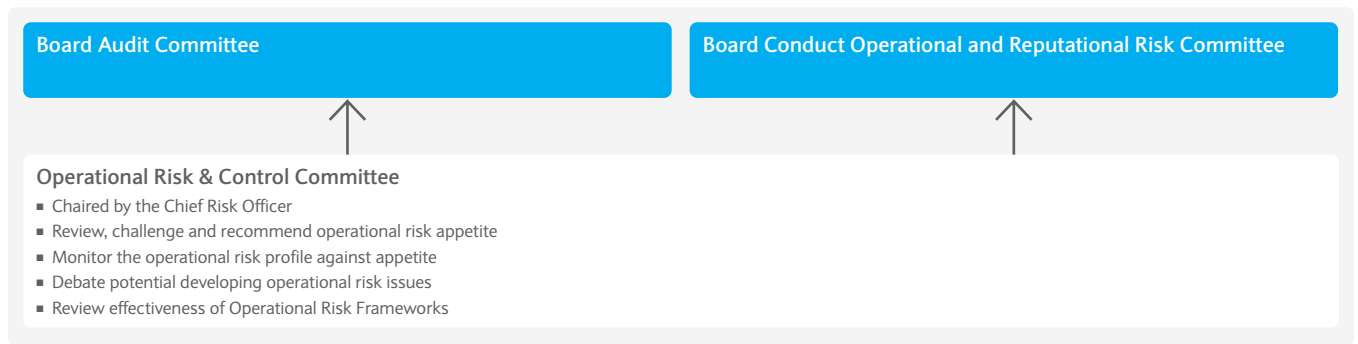 Board Audit Committee
Board Conduct Operational and Reputational Risk Committee
Operational Risk & Control Committee
▪ Chaired by the Chief Risk Officer
▪ Review, challenge and recommend operational risk appetite
▪ Monitor the operational risk profile against appetite
▪ Debate potential developing operational risk issues
▪ Review effectiveness of Operational Risk Frameworks